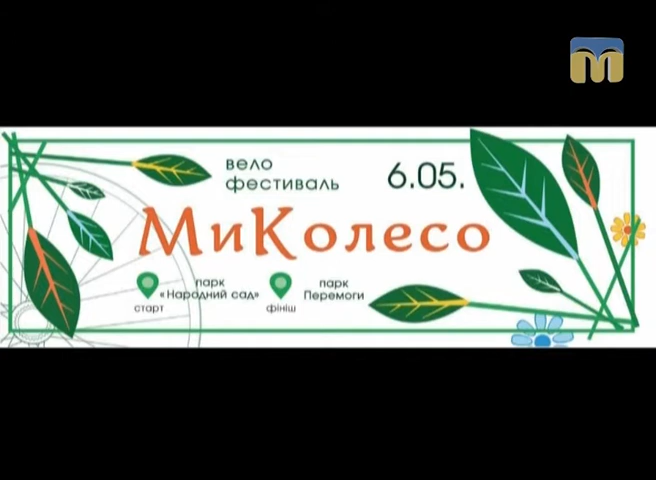 вело
фестиваль
6.05.
МиКолесо
парк
«Народний сад»
старт
парк
Перемоги
фініш